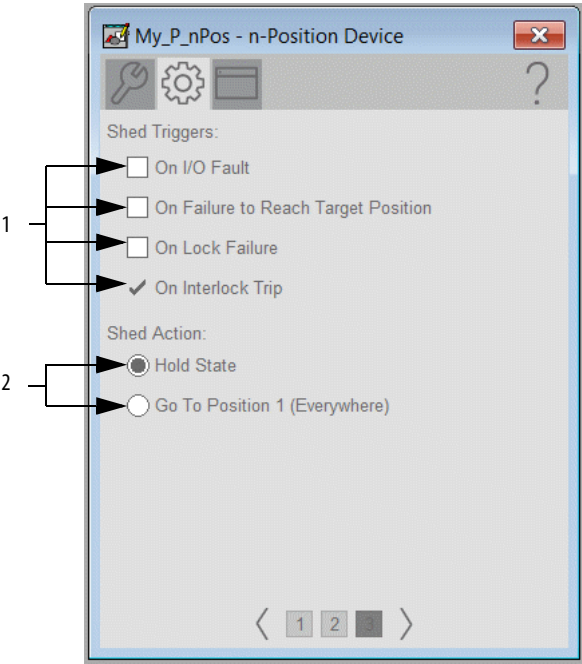 My_P_nPos - n-Position Device
?
Shed Triggers:
On I/O Fault
On Failure to Reach Target Position
1
On Lock Failure
On Interlock Trip
Shed Action:
Hold State
2
Go To Position 1 (Everywhere)
1 2 3